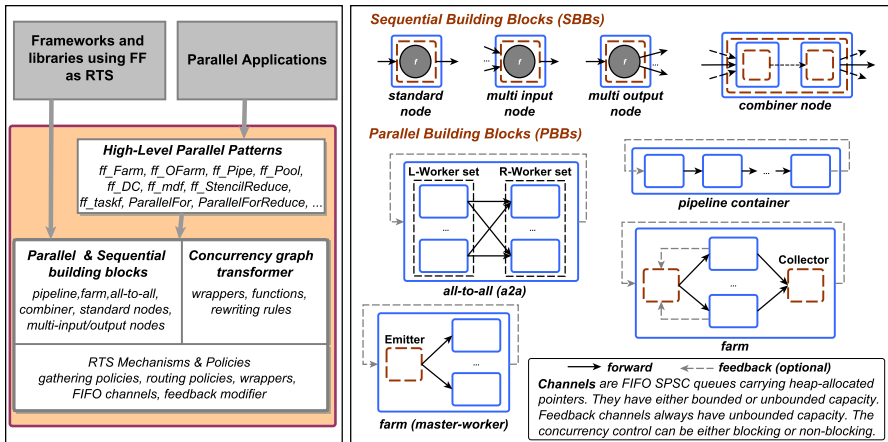 Frameworks and
libraries using FF
as RTS
Parallel Applications
High-Level Parallel Patterns
ff_Farm, ff_OFarm, ff_Pipe, ff_Pool,
ff_DC, ff_mdf, ff_StencilReduce,
ff_taskf, ParallelFor, ParallelForReduce, ...
Parallel & Sequential
building blocks
pipeline,farm,all-to-all,
combiner, standard nodes,
multi-input/output nodes
Concurrency graph
transformer
wrappers, functions,
rewriting rules
RTS Mechanisms & Policies
gathering policies, routing policies, wrappers,
FIFO channels, feedback modifier
Sequential Building Blocks (SBBs)
f
standard
node
...
f
multi input
node
f
...
multi output
node
...
...
combiner node
Parallel Building Blocks (PBBs)
L-Worker set
R-Worker set
...
...
all-to-all (a2a)
...
pipeline container
Collector
...
farm
Emitter
...
farm (master-worker)
forward
feedback (optional)
Channels are FIFO SPSC queues carrying heap-allocated
pointers. They have either bounded or unbounded capacity.
Feedback channels always have unbounded capacity. The
concurrency control can be either blocking or non-blocking.